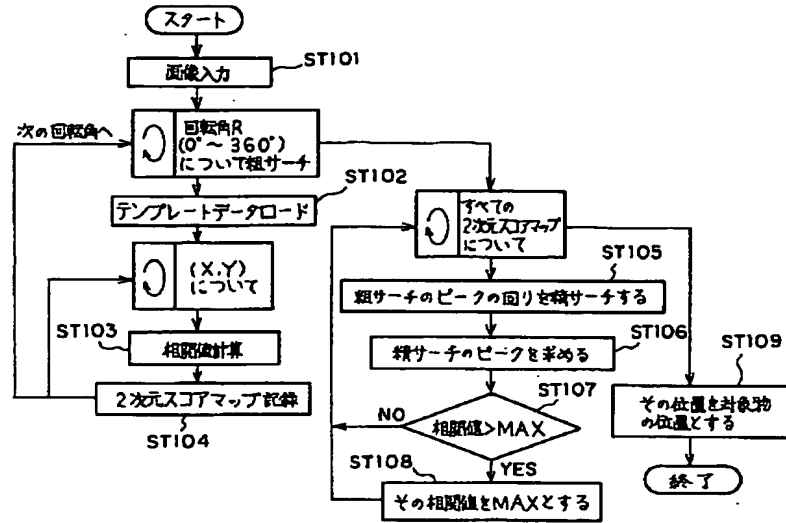 スタート
画像入力
ST101
次の回転角へ
回転角R
(0°～360°)
について粗サーチ
ST102
テンプレートデータロード
(X,Y)
について
ST103
相関値計算
2次元スコアマップ記録
ST104
すべての
2次元スコアマップ
について
ST105
粗サーチのピークの回りを精サーチする
ST106
精サーチのピークを求める
ST107
相関値>MAX
NO
YES
ST108
その相関値をMAXとする
ST109
その位置を対象物
の位置とする
終了